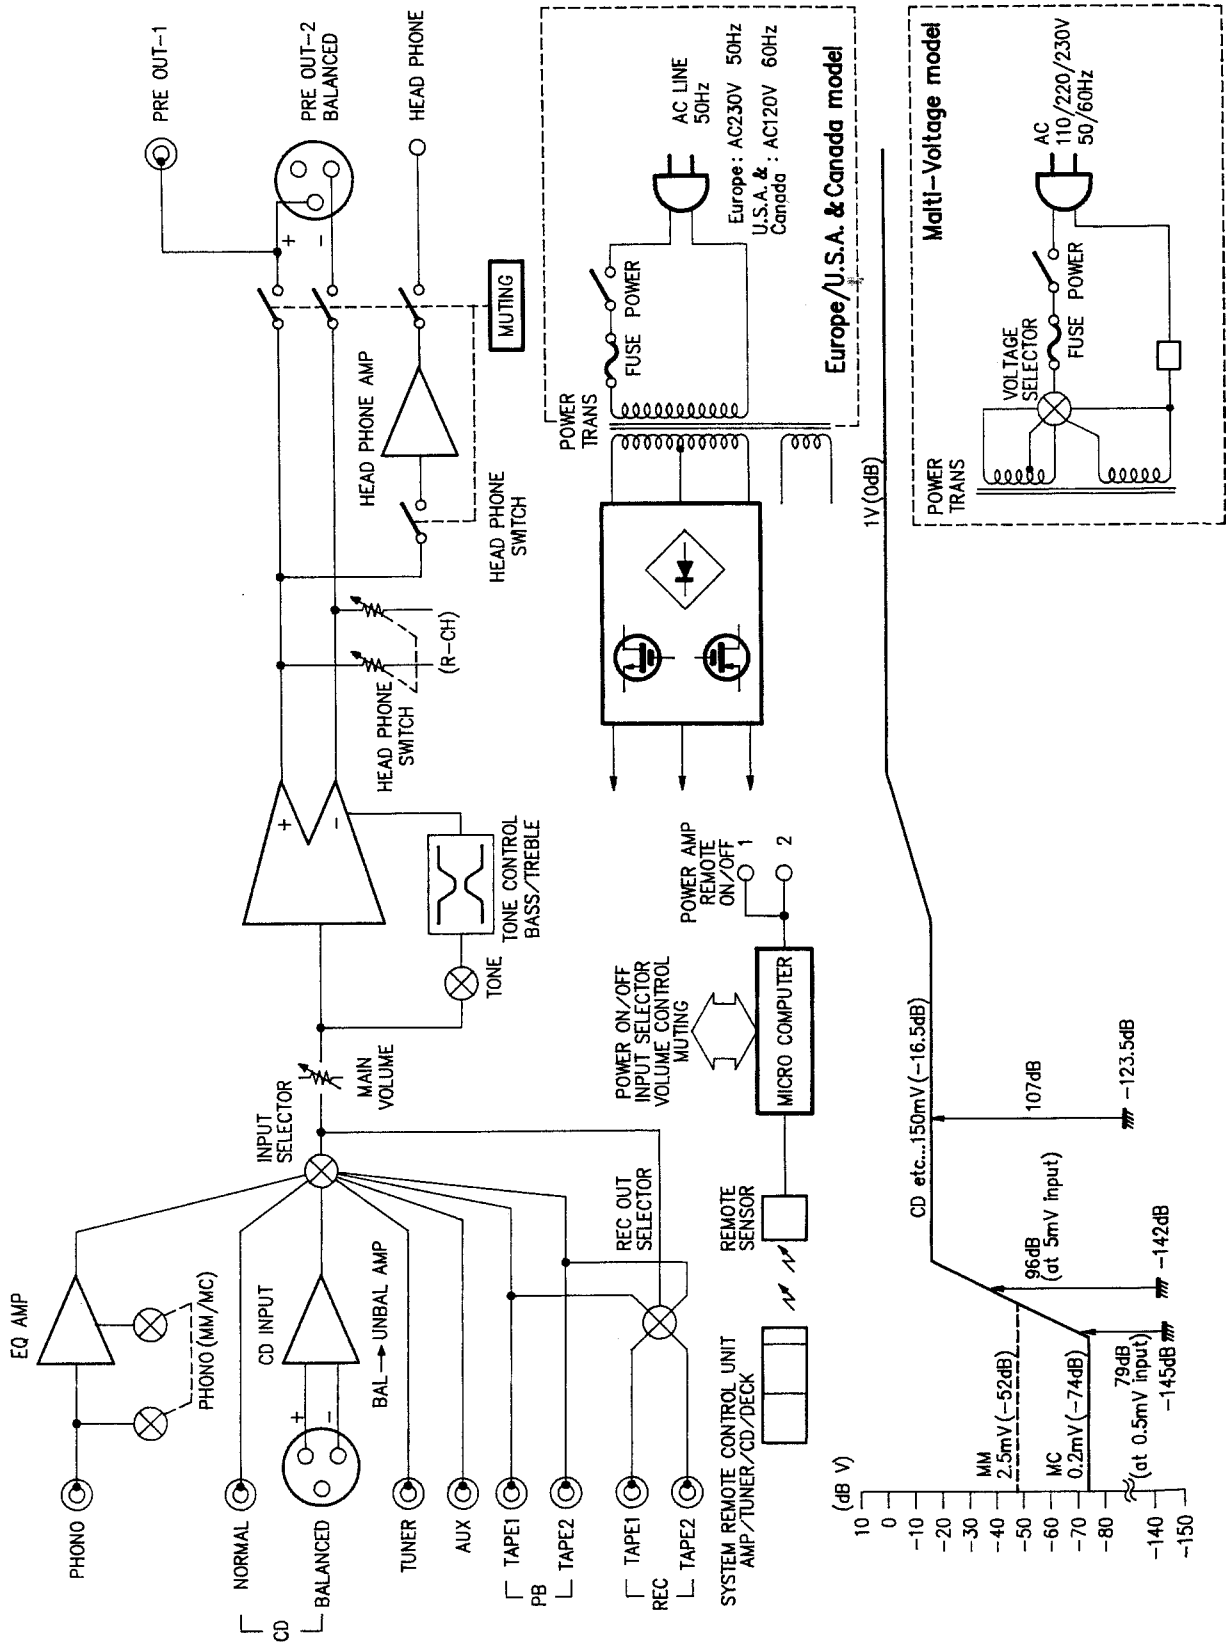 PHONO
EQ AMP
PHONO (MM/MC)
CD
NORMAL
BALANCED
CD INPUT
+
-
BAL → UNBAL AMP
TUNER
AUX
PB
TAPE1
TAPE2
REC
TAPE1
TAPE2
INPUT
SELECTOR
REC OUT
SELECTOR
MAIN
VOLUME
TONE
TONE CONTROL
BASS/TREBLE
+
-
HEAD PHONE
SWITCH
(R-CH)
HEAD PHONE
SWITCH
HEAD PHONE AMP
MUTING
+
-
PRE OUT-1
PRE OUT-2
BALANCED
HEAD PHONE
SYSTEM REMOTE CONTROL UNIT
AMP/TUNER/CD/DECK
REMOTE
SENSOR
MICRO COMPUTER
POWER ON/OFF
INPUT SELECTOR
VOLUME CONTROL
MUTING
POWER AMP
REMOTE
ON/OFF
1
2
POWER
TRANS
FUSE
POWER
AC LINE
50Hz
Europe : AC230V 50Hz
U.S.A. &
Canada : AC120V 60Hz
Europe/U.S.A. & Canada model
(dB V)
10
0
-10
-20
-30
-40
-50
-60
-70
-80
-140
-150
MM
2.5mV (-52dB)
MC
0.2mV (-74dB)
79dB
(at 0.5mV input)
-145dB
96dB
(at 5mV input)
-142dB
CD etc...150mV (-16.5dB)
107dB
-123.5dB
1V (0dB)
POWER
TRANS
VOLTAGE
SELECTOR
FUSE
POWER
AC
110/220/230V
50/60Hz
Malti-Voltage model